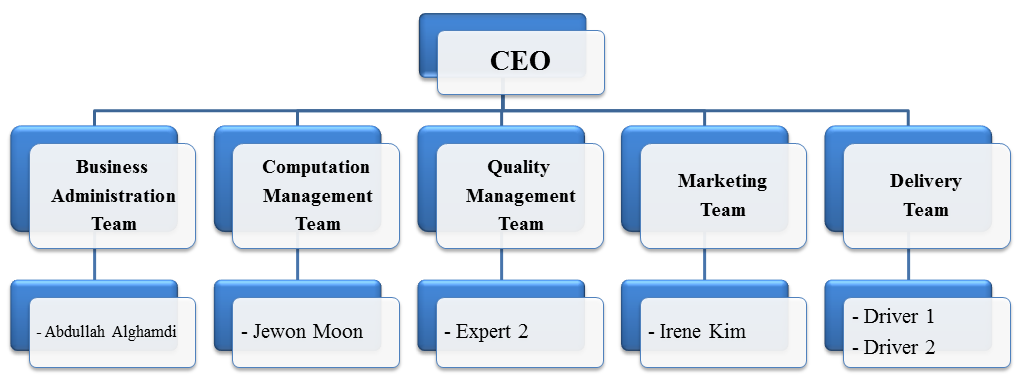 CEO
Business
Administration
Team
Computation
Management
Team
Quality
Management
Team
Marketing
Team
Delivery
Team
- Abdullah Alghamdi
- Jewon Moon
- Expert 2
- Irene Kim
- Driver 1
- Driver 2